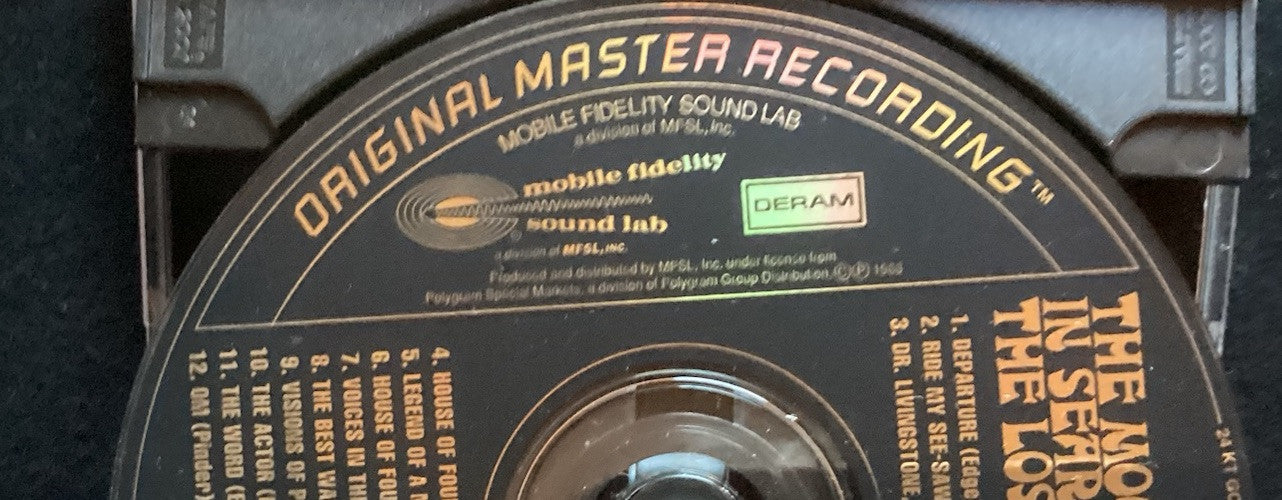 ORIGINAL MASTER RECORDING™
MOBILE FIDELITY SOUND LAB
a division of MFSL, Inc.
mobile fidelity
sound lab
a division of MFSL, INC.
DERAM
Produced and distributed by MFSL, Inc. under license from
Polygram Special Markets, a division of Polygram Group Distribution. ©℗
THE MO
IN SEAR
THE LOS
1. DEPARTURE (Edge
2. RIDE MY SEE-SAW
3. DR. LIVINGSTONE
4. HOUSE OF FOU
5. LEGEND OF A M
6. HOUSE OF FOU
7. VOICES IN TH
8. THE BEST WA
9. VISIONS OF P
10. THE ACTOR (
11. THE WORD (
12. OM (Pinder)
24 KT G